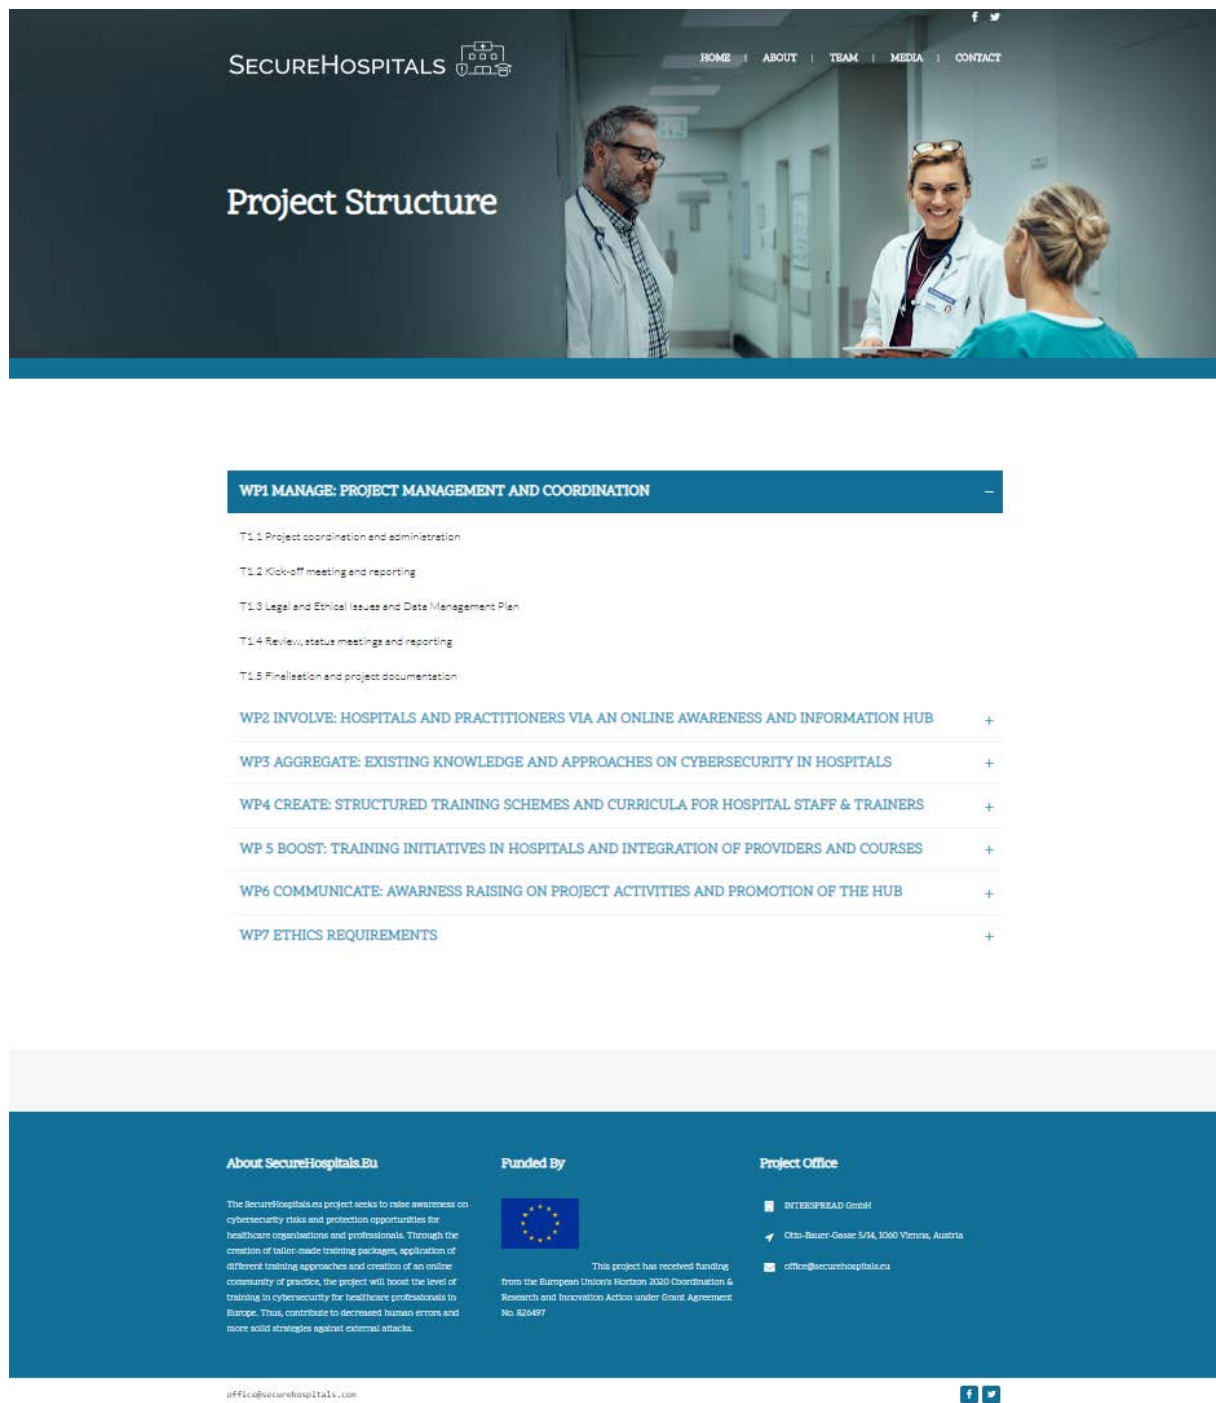 SECUREHOSPITALS
HOME | ABOUT | TEAM | MEDIA | CONTACT
Project Structure
WP1 MANAGE: PROJECT MANAGEMENT AND COORDINATION
T1.1 Project coordination and administration
T1.2 Kick-off meeting and reporting
T1.3 Legal and Ethical Issues and Data Management Plan
T1.4 Review, status meetings and reporting
T1.5 Finalisation and project documentation
WP2 INVOLVE: HOSPITALS AND PRACTITIONERS VIA AN ONLINE AWARENESS AND INFORMATION HUB
WP3 AGGREGATE: EXISTING KNOWLEDGE AND APPROACHES ON CYBERSECURITY IN HOSPITALS
WP4 CREATE: STRUCTURED TRAINING SCHEMES AND CURRICULA FOR HOSPITAL STAFF & TRAINERS
WP 5 BOOST: TRAINING INITIATIVES IN HOSPITALS AND INTEGRATION OF PROVIDERS AND COURSES
WP6 COMMUNICATE: AWARNESS RAISING ON PROJECT ACTIVITIES AND PROMOTION OF THE HUB
WP7 ETHICS REQUIREMENTS
About SecureHospitals.Eu
The SecureHospitals.eu project seeks to raise awareness on
cybersecurity risks and protection opportunities for
healthcare organisations and professionals. Through the
creation of tailor-made training packages, application of
different training approaches and creation of an online
community of practice, the project will boost the level of
training in cybersecurity for healthcare professionals in
Europe. Thus, contribute to decreased human errors and
more solid strategies against external attacks.
Funded By
This project has received funding
from the European Union's Horizon 2020 Coordination &
Research and Innovation Action under Grant Agreement
No. 826497
Project Office
INTERSPREAD GmbH
Otto-Bauer-Gasse 5/14, 1060 Vienna, Austria
office@securehospitals.eu
office@securehospitals.com